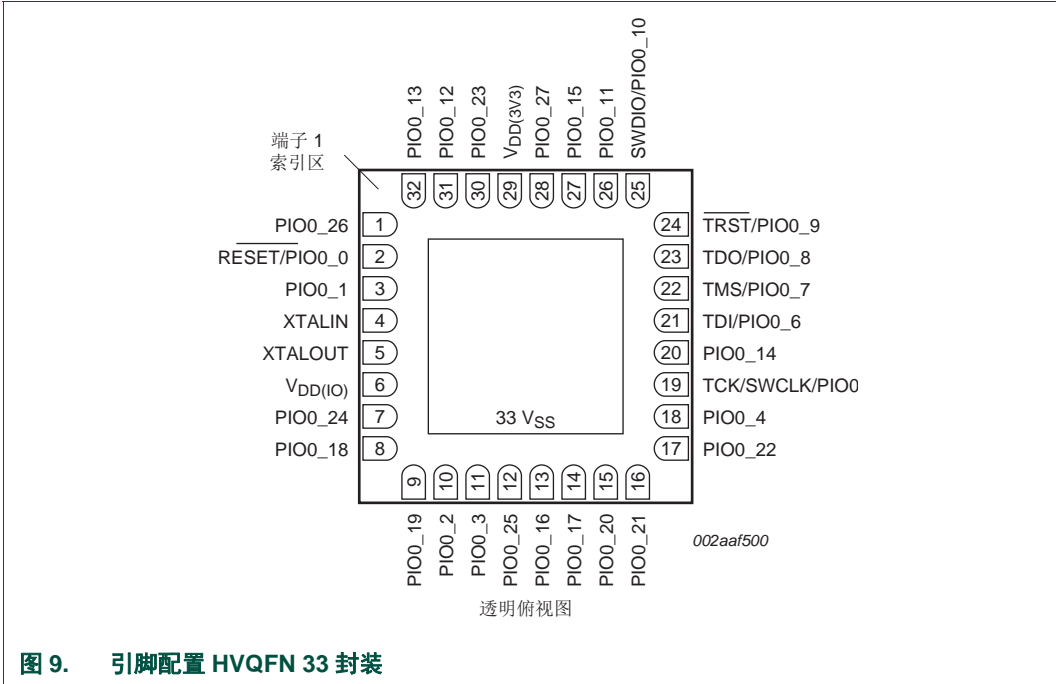 PIO0_13
PIO0_12
PIO0_23
VDD(3V3)
PIO0_27
PIO0_15
PIO0_11
SWDIO/PIO0_10
端子 1
索引区
32
31
30
29
28
27
26
25
PIO0_26 1
RESET/PIO0_0 2
PIO0_1 3
XTALIN 4
XTALOUT 5
VDD(IO) 6
PIO0_24 7
PIO0_18 8
24 TRST/PIO0_9
23 TDO/PIO0_8
22 TMS/PIO0_7
21 TDI/PIO0_6
20 PIO0_14
19 TCK/SWCLK/PIO0
18 PIO0_4
17 PIO0_22
33 VSS
9
10
11
12
13
14
15
16
PIO0_19
PIO0_2
PIO0_3
PIO0_25
PIO0_16
PIO0_17
PIO0_20
PIO0_21
002aaf500
透明俯视图
图 9. 引脚配置 HVQFN 33 封装